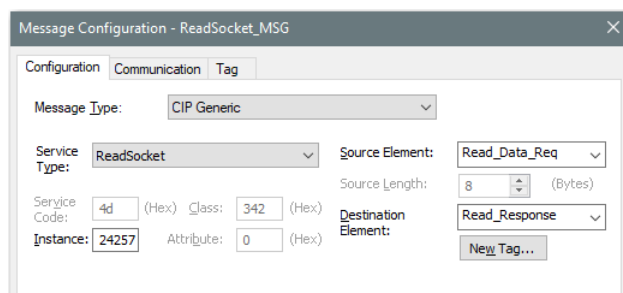 Message Configuration - ReadSocket_MSG
Configuration Communication Tag
Message Type: CIP Generic
Service Type: ReadSocket
Source Element: Read_Data_Req
Source Length: 8 (Bytes)
Service Code: 4d (Hex) Class: 342 (Hex)
Destination Element: Read_Response
Instance: 24257 Attribute: 0 (Hex)
New Tag...